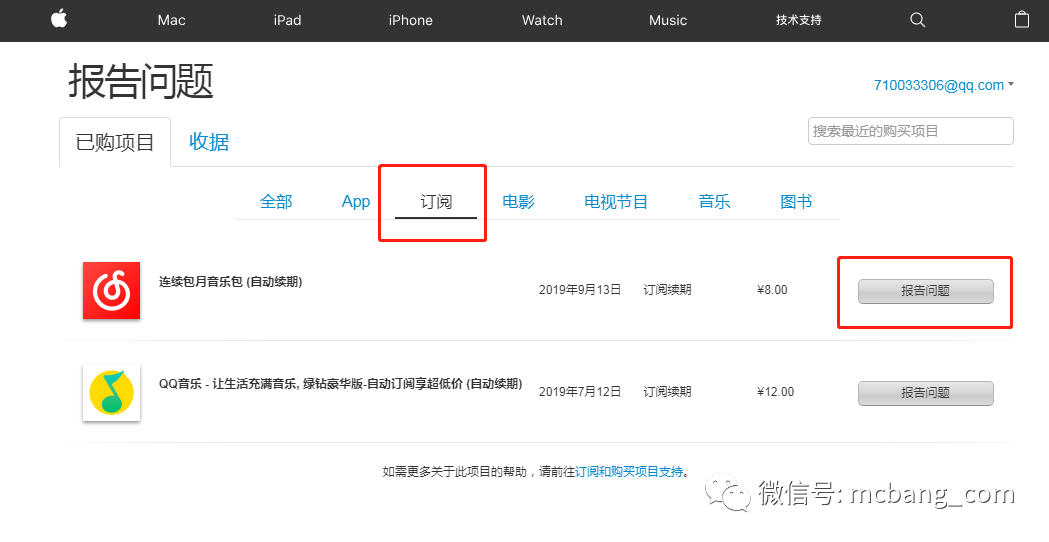 Mac iPad iPhone Watch Music 技术支持
报告问题
710033306@qq.com
已购项目 收据 搜索最近的购买项目
全部 App 订阅 电影 电视节目 音乐 图书
连续包月音乐包 (自动续期) 2019年9月13日 订阅续期 ¥8.00 报告问题
QQ音乐 - 让生活充满音乐, 绿钻豪华版-自动订阅享超低价 (自动续期) 2019年7月12日 订阅续期 ¥12.00 报告问题
如需更多关于此项目的帮助，请前往订阅和购买项目支持。
微信号: mcbang_com